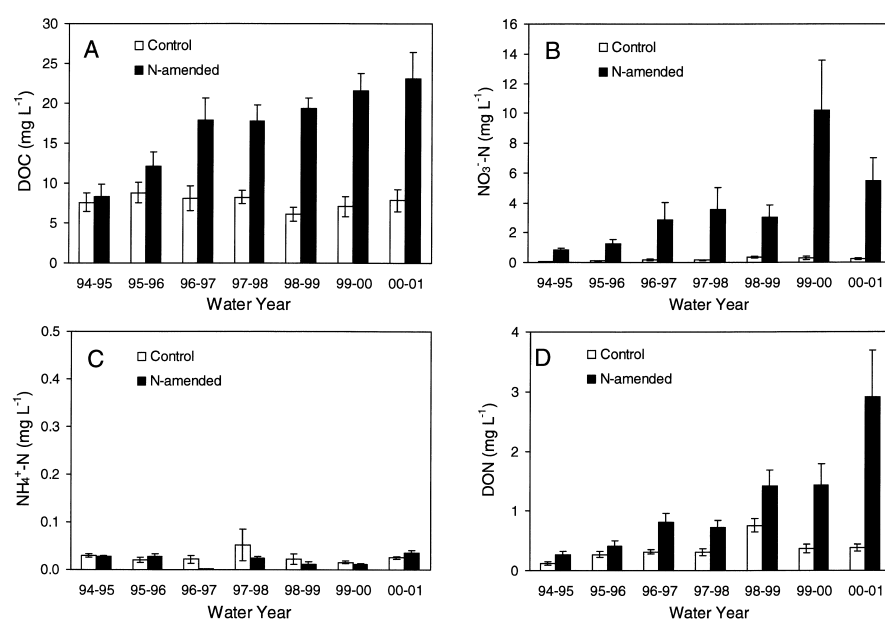 A
Control
N-amended
DOC (mg L⁻¹)
30
25
20
15
10
5
0
94-95 95-96 96-97 97-98 98-99 99-00 00-01
Water Year
B
Control
N-amended
NO₃⁻-N (mg L⁻¹)
16
14
12
10
8
6
4
2
0
94-95 95-96 96-97 97-98 98-99 99-00 00-01
Water Year
C
Control
N-amended
NH₄⁺-N (mg L⁻¹)
0.5
0.4
0.3
0.2
0.1
0.0
94-95 95-96 96-97 97-98 98-99 99-00 00-01
Water Year
D
Control
N-amended
DON (mg L⁻¹)
4
3
2
1
0
94-95 95-96 96-97 97-98 98-99 99-00 00-01
Water Year